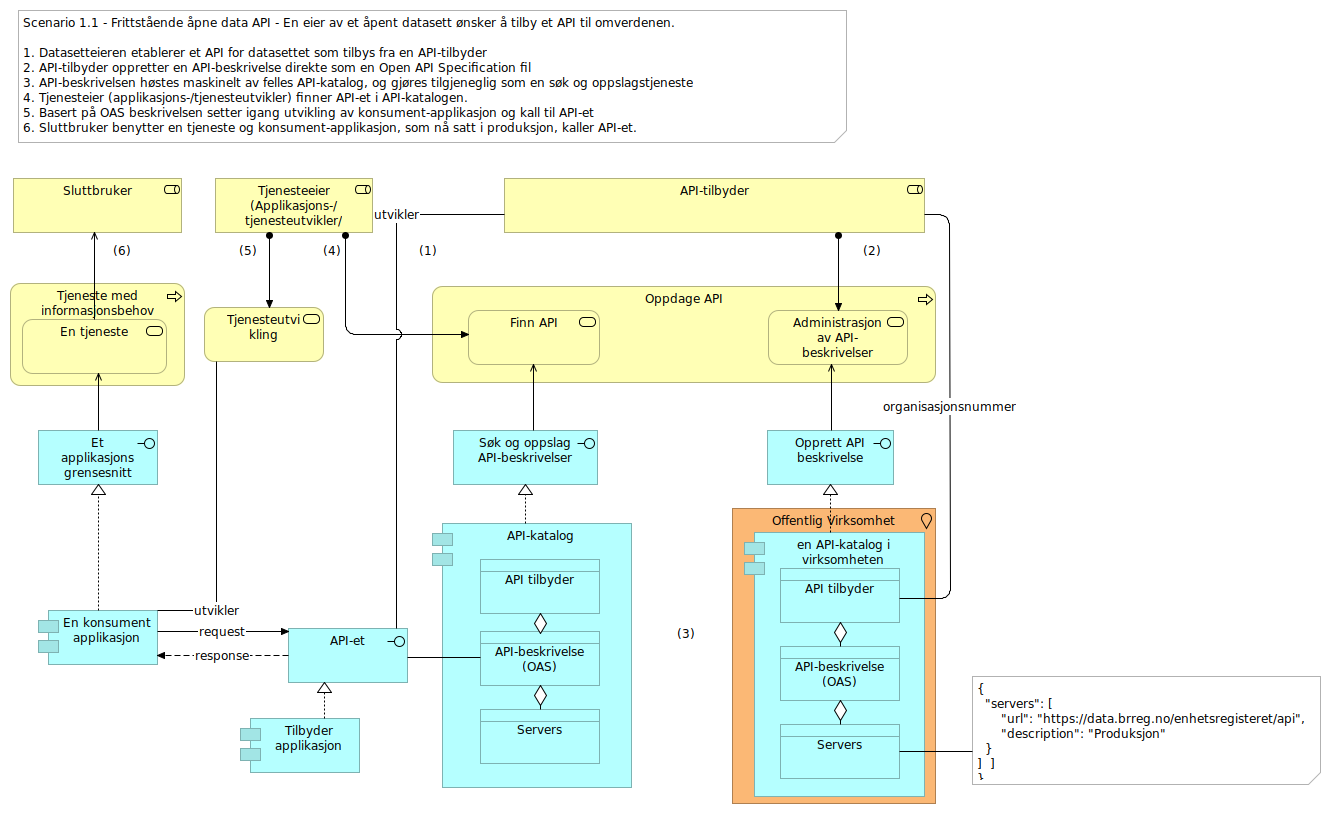 Scenario 1.1 - Frittstående åpne data API - En eier av et åpent datasett ønsker å tilby et API til omverdenen.
1. Datasetteieren etablerer et API for datasettet som tilbys fra en API-tilbyder
2. API-tilbyder oppretter en API-beskrivelse direkte som en Open API Specification fil
3. API-beskrivelsen høstes maskinelt av felles API-katalog, og gjøres tilgjeneglig som en søk og oppslagstjeneste
4. Tjenesteier (applikasjons-/tjenesteutvikler) finner API-et i API-katalogen.
5. Basert på OAS beskrivelsen setter igang utvikling av konsument-applikasjon og kall til API-et
6. Sluttbruker benytter en tjeneste og konsument-applikasjon, som nå satt i produksjon, kaller API-et.
Sluttbruker
Tjenesteeier
(Applikasjons-/
tjenesteutvikler/
API-tilbyder
utvikler
(6)
(5)
(4)
(1)
(2)
Tjeneste med
informasjonsbehov
En tjeneste
Tjenesteutvi
kling
Oppdage API
Finn API
Administrasjon
av API-
beskrivelser
organisasjonsnummer
Et
applikasjons
grensesnitt
Søk og oppslag
API-beskrivelser
Opprett API
beskrivelse
API-katalog
API tilbyder
API-beskrivelse
(OAS)
Servers
Offentlig Virksomhet
en API-katalog i
virksomheten
API tilbyder
API-beskrivelse
(OAS)
Servers
(3)
En konsument
applikasjon
utvikler
request
response
API-et
Tilbyder
applikasjon
{
"servers": [
"url": "https://data.brreg.no/enhetsregisteret/api",
"description": "Produksjon"
}
] ]
}